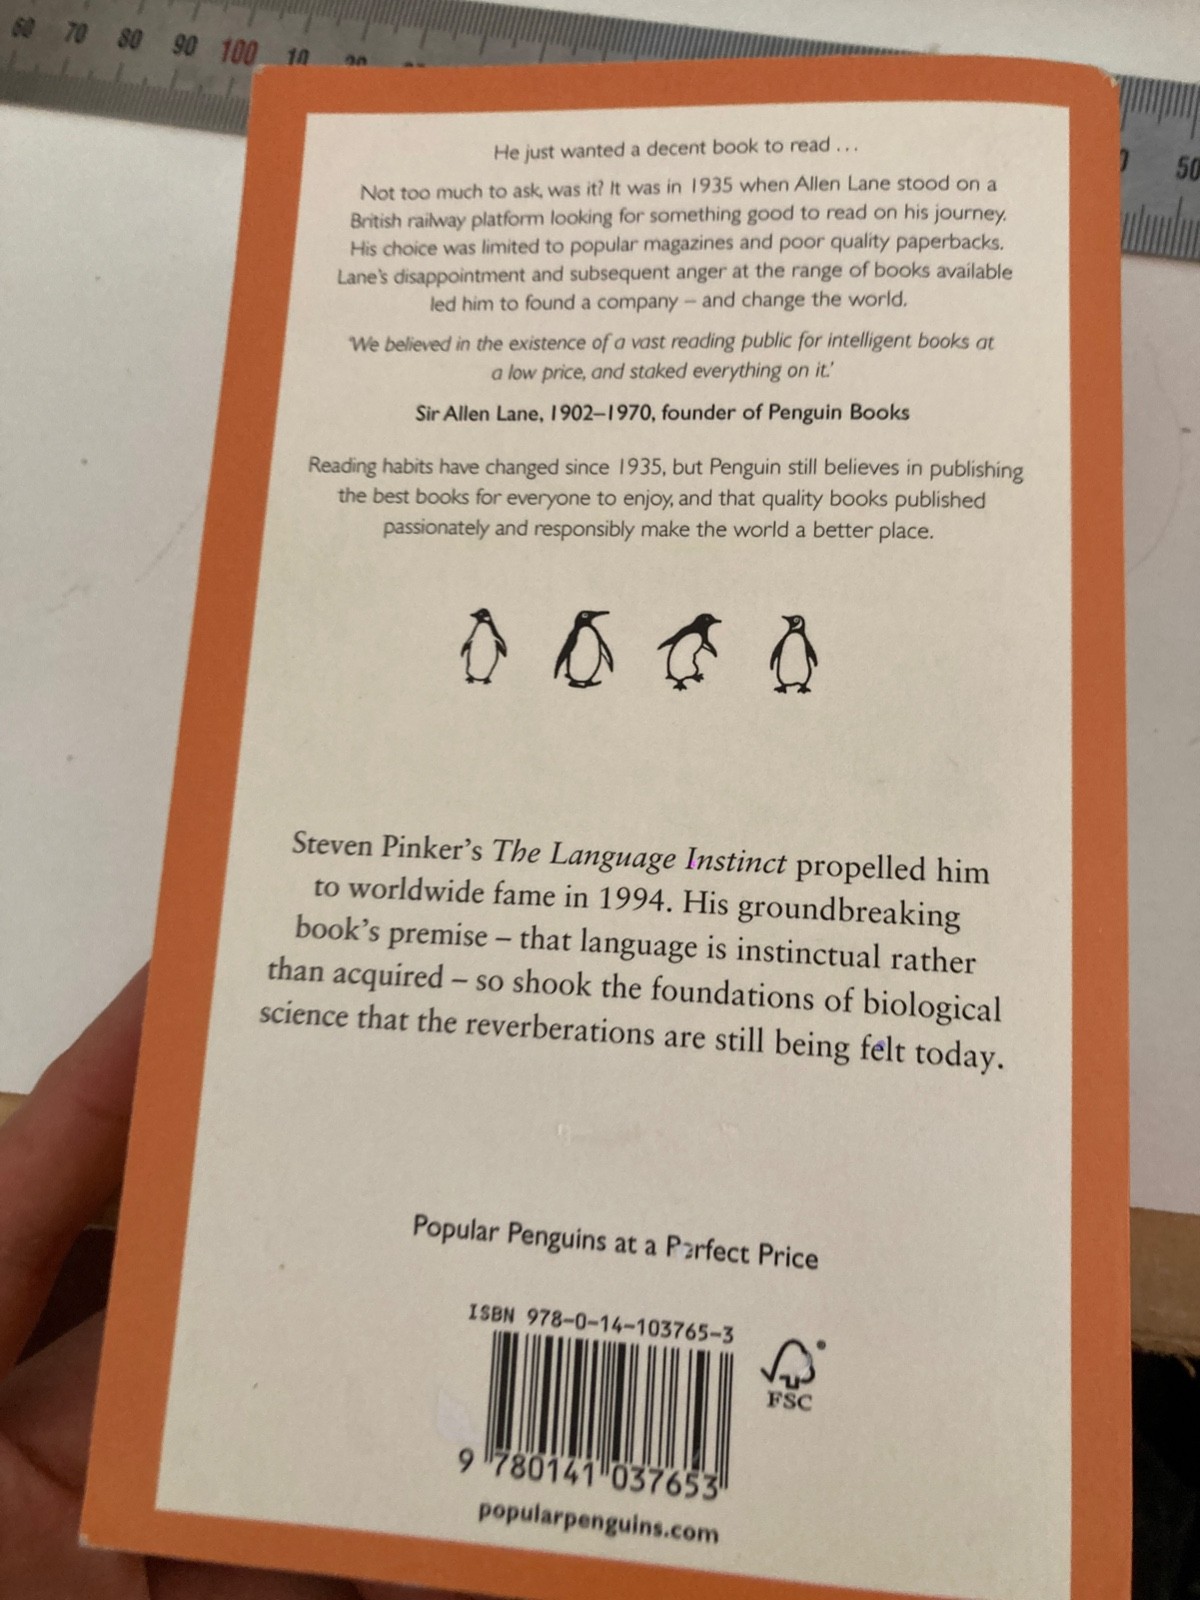 60 70 80 90 100 10 20
50
He just wanted a decent book to read ...
Not too much to ask, was it? It was in 1935 when Allen Lane stood on a
British railway platform looking for something good to read on his journey.
His choice was limited to popular magazines and poor quality paperbacks.
Lane's disappointment and subsequent anger at the range of books available
led him to found a company – and change the world.
'We believed in the existence of a vast reading public for intelligent books at
a low price, and staked everything on it.'
Sir Allen Lane, 1902–1970, founder of Penguin Books
Reading habits have changed since 1935, but Penguin still believes in publishing
the best books for everyone to enjoy, and that quality books published
passionately and responsibly make the world a better place.
Steven Pinker's The Language Instinct propelled him
to worldwide fame in 1994. His groundbreaking
book's premise – that language is instinctual rather
than acquired – so shook the foundations of biological
science that the reverberations are still being felt today.
Popular Penguins at a Perfect Price
ISBN 978-0-14-103765-3
FSC
9 780141 037653
popularpenguins.com